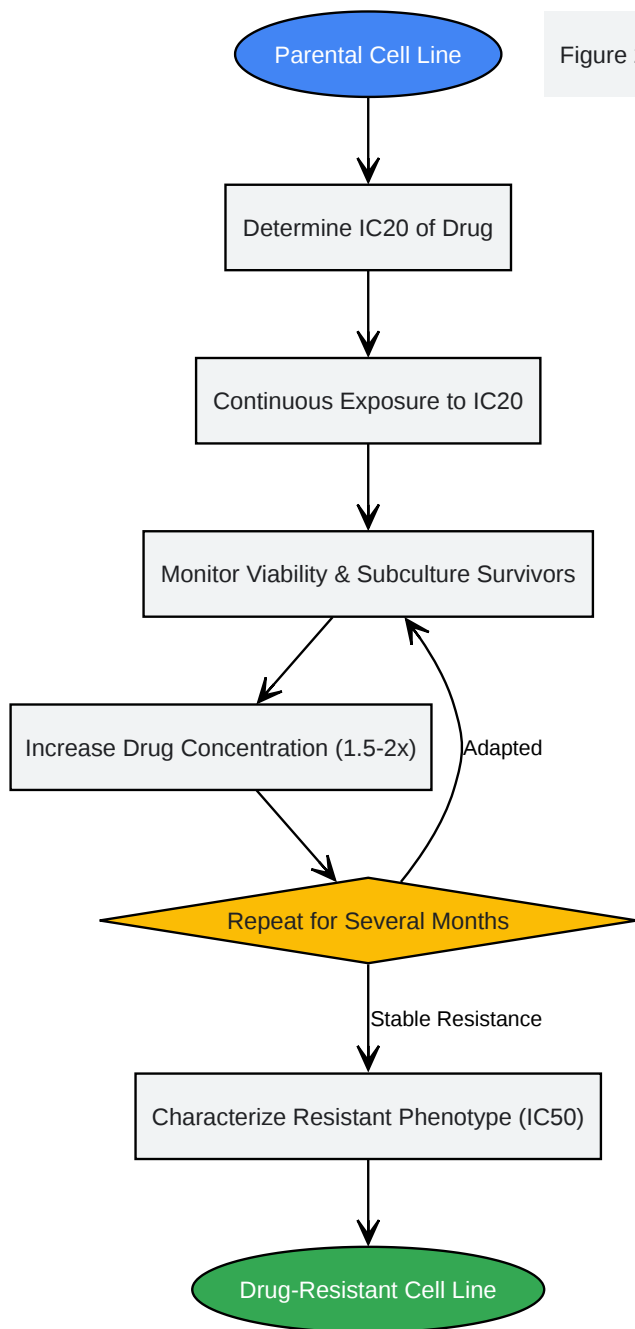 Parental Cell Line
Figure
Determine IC20 of Drug
Continuous Exposure to IC20
Monitor Viability & Subculture Survivors
Increase Drug Concentration (1.5-2x)
Adapted
Repeat for Several Months
Stable Resistance
Characterize Resistant Phenotype (IC50)
Drug-Resistant Cell Line